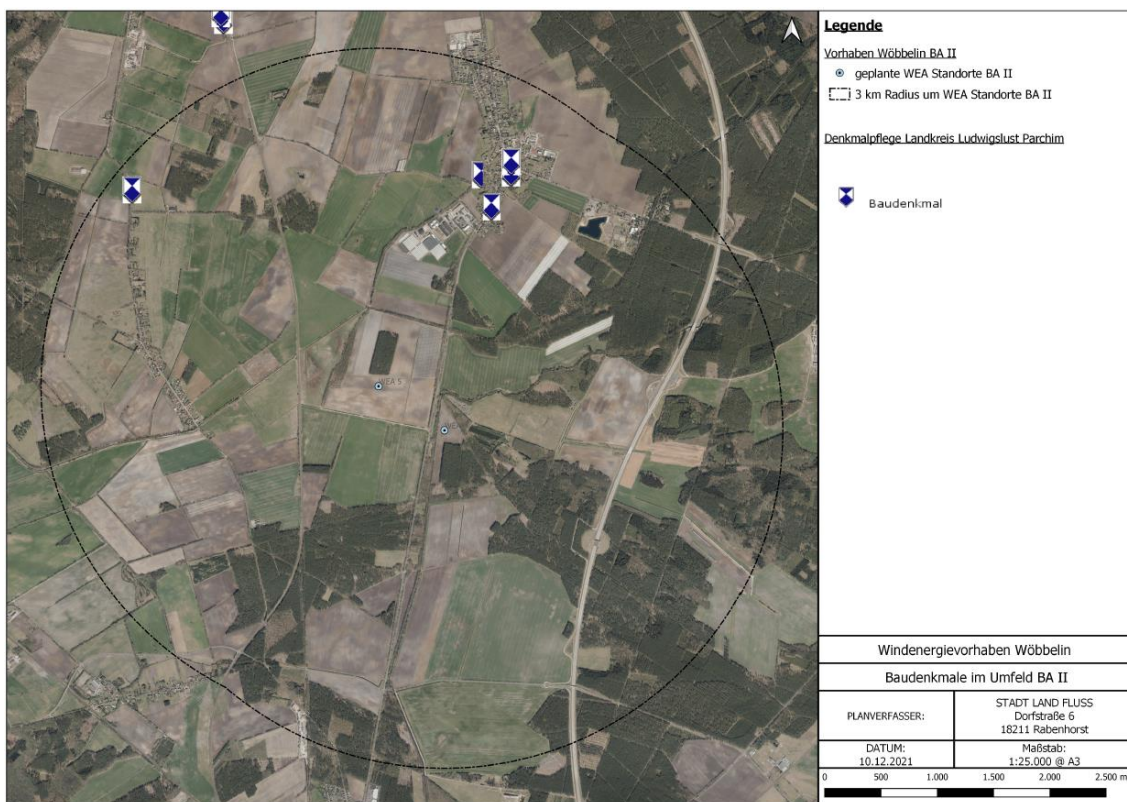 Legende
Vorhaben Wöbbelin BA II
geplante WEA Standorte BA II
3 km Radius um WEA Standorte BA II
Denkmalpflege Landkreis Ludwigslust Parchim
Baudenkmal
WEA 5
Windenergievorhaben Wöbbelin
Baudenkmale im Umfeld BA II
PLANVERFASSER:
STADT LAND FLUSS
Dorfstraße 6
18211 Rabenhorst
DATUM:
10.12.2021
Maßstab:
1:25.000 @ A3
0 500 1.000 1.500 2.000 2.500 m